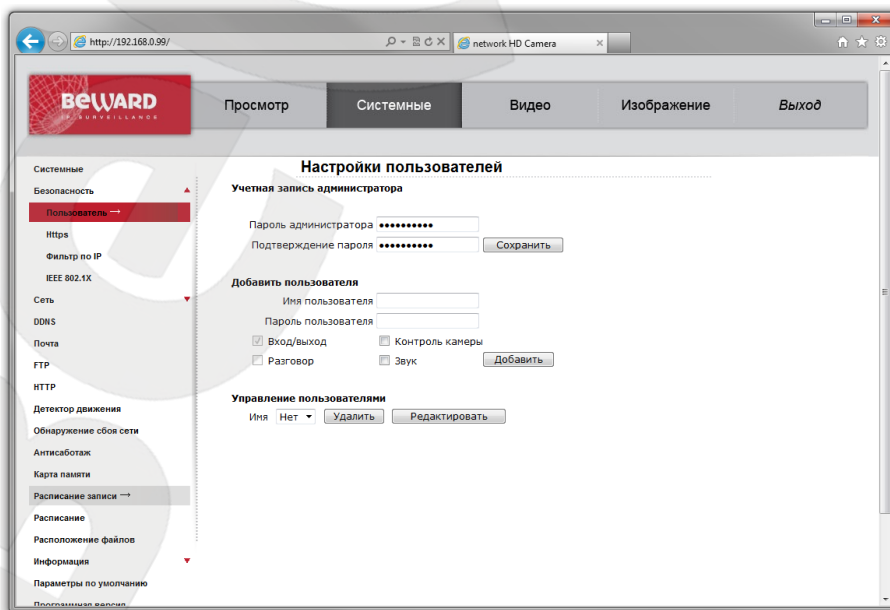 http://192.168.0.99/
network HD Camera
BEWARD
IP SURVEILLANCE
Просмотр
Системные
Видео
Изображение
Выход
Системные
Безопасность
Пользователь →
Https
Фильтр по IP
IEEE 802.1X
Сеть
DDNS
Почта
FTP
HTTP
Детектор движения
Обнаружение сбоя сети
Антисаботаж
Карта памяти
Расписание записи →
Расписание
Расположение файлов
Информация
Параметры по умолчанию
Программная версия
Настройки пользователей
Учетная запись администратора
Пароль администратора ••••••••••
Подтверждение пароля •••••••••• Сохранить
Добавить пользователя
Имя пользователя
Пароль пользователя
Вход/выход Контроль камеры
Разговор Звук Добавить
Управление пользователями
Имя Нет Удалить Редактировать